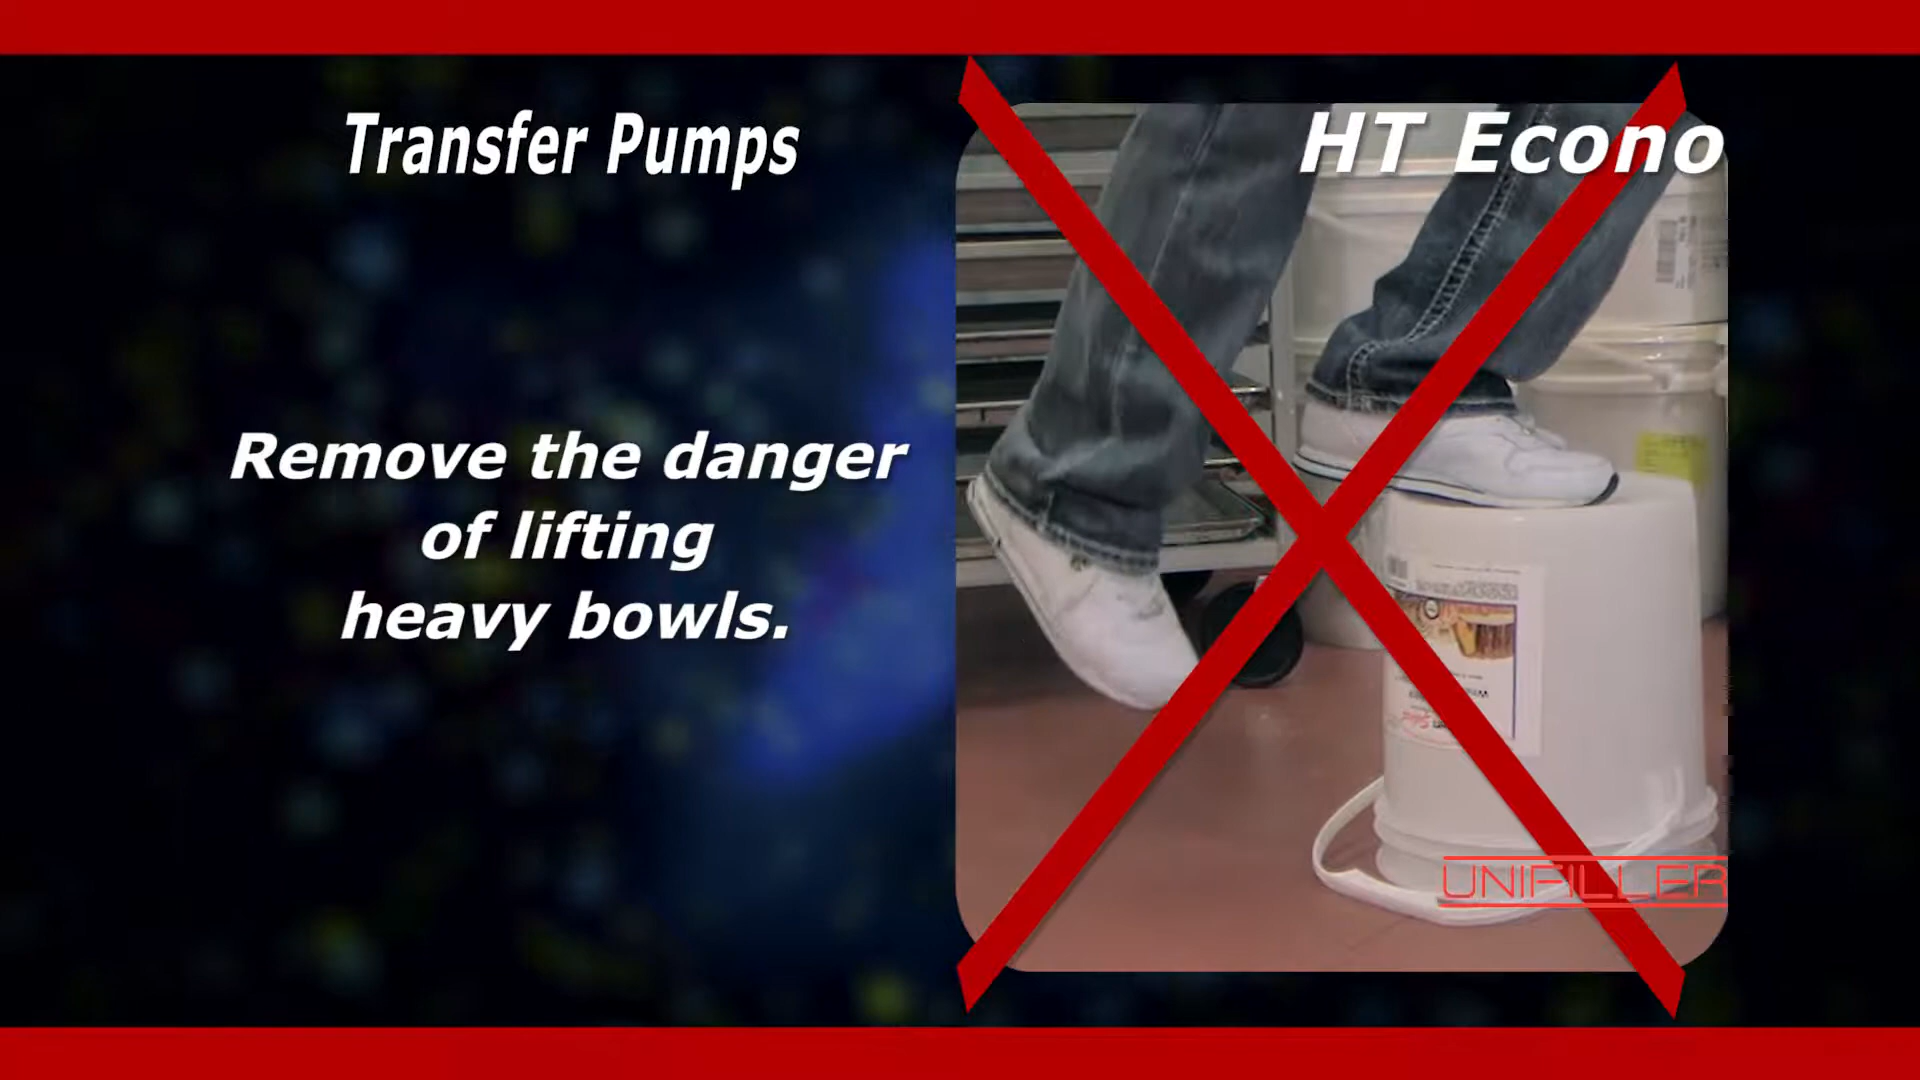 Transfer Pumps
HT Econo
Remove the danger
of lifting
heavy bowls.
UNIFILLER